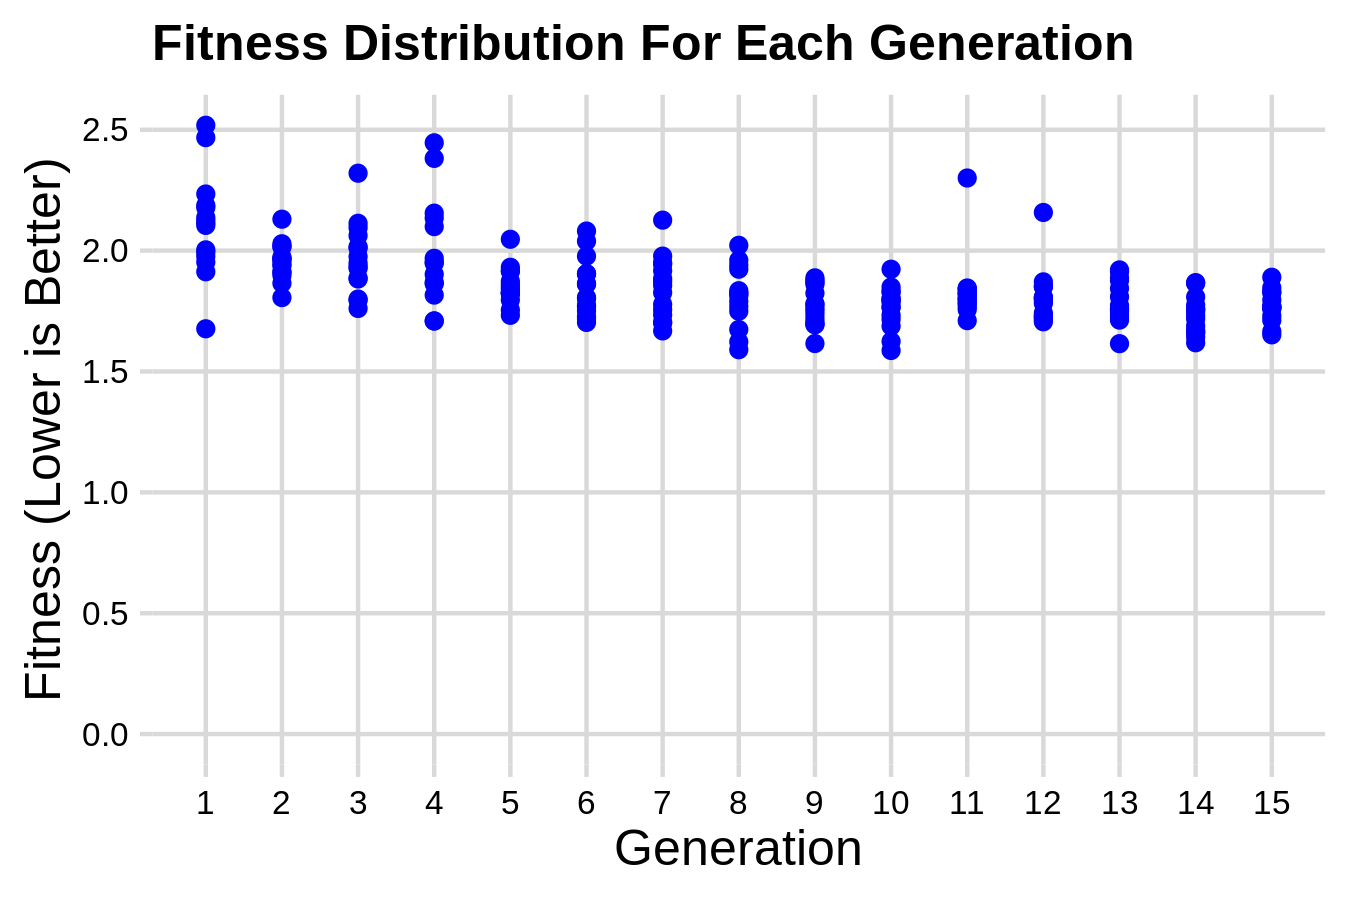 Fitness Distribution For Each Generation
Fitness (Lower is Better)
2.5
2.0
1.5
1.0
0.5
0.0
1 2 3 4 5 6 7 8 9 10 11 12 13 14 15
Generation